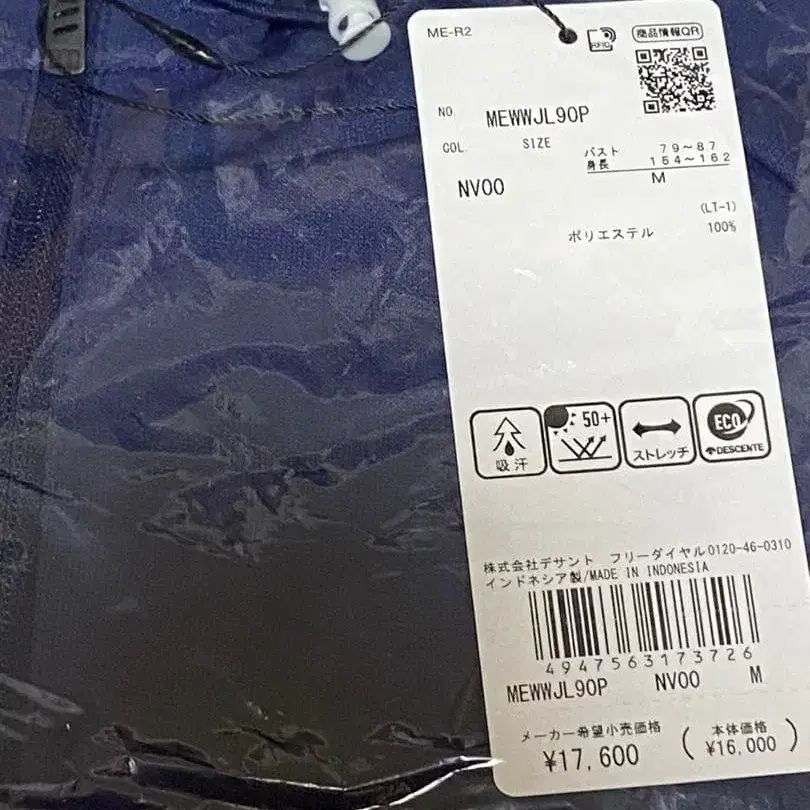 ME-R2
RFID
商品情報QR
NO. MEWWJL90P
COL. SIZE
バスト 79～87
身長 154～162
NV00 M
(LT-1)
ポリエステル 100%
吸汗
50+
ストレッチ
ECO
DESCENTE
株式会社デサント フリーダイヤル0120-46-0310
インドネシア製/MADE IN INDONESIA
4947563173726
MEWWJL90P NV00 M
メーカー希望小売価格 (本体価格
¥17,600 ¥16,000)